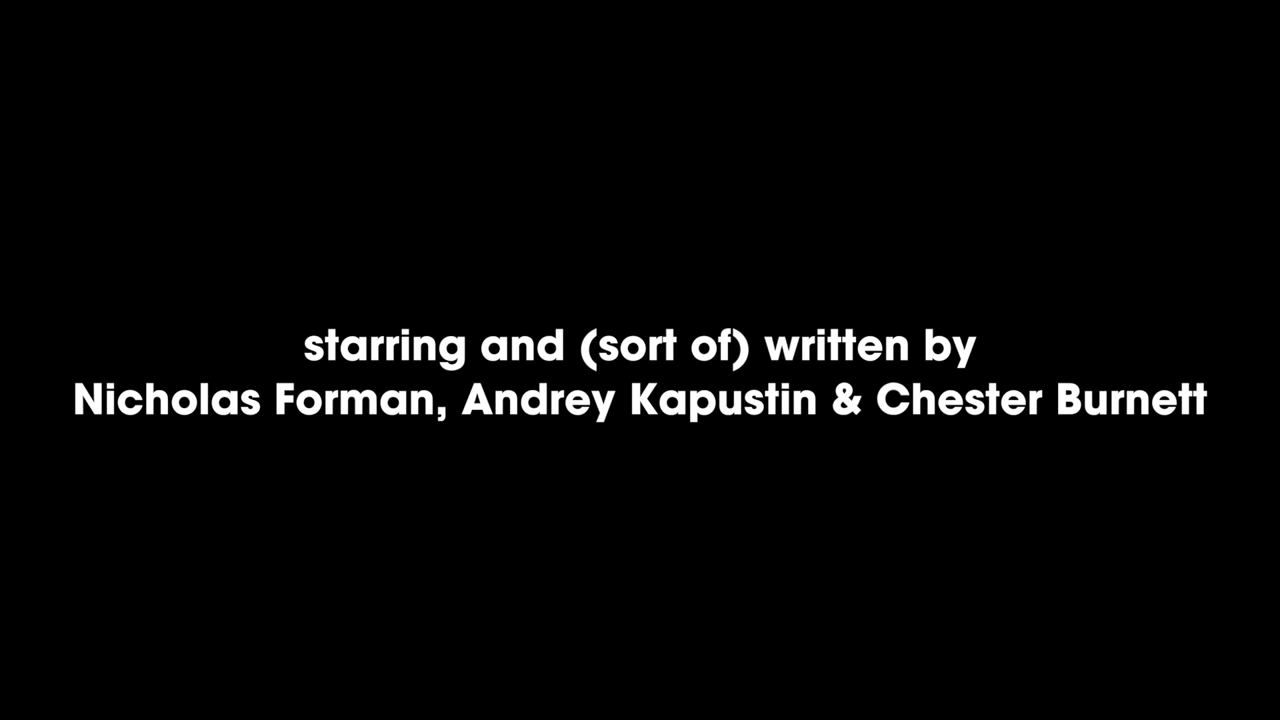 starring and (sort of) written by
Nicholas Forman, Andrey Kapustin & Chester Burnett